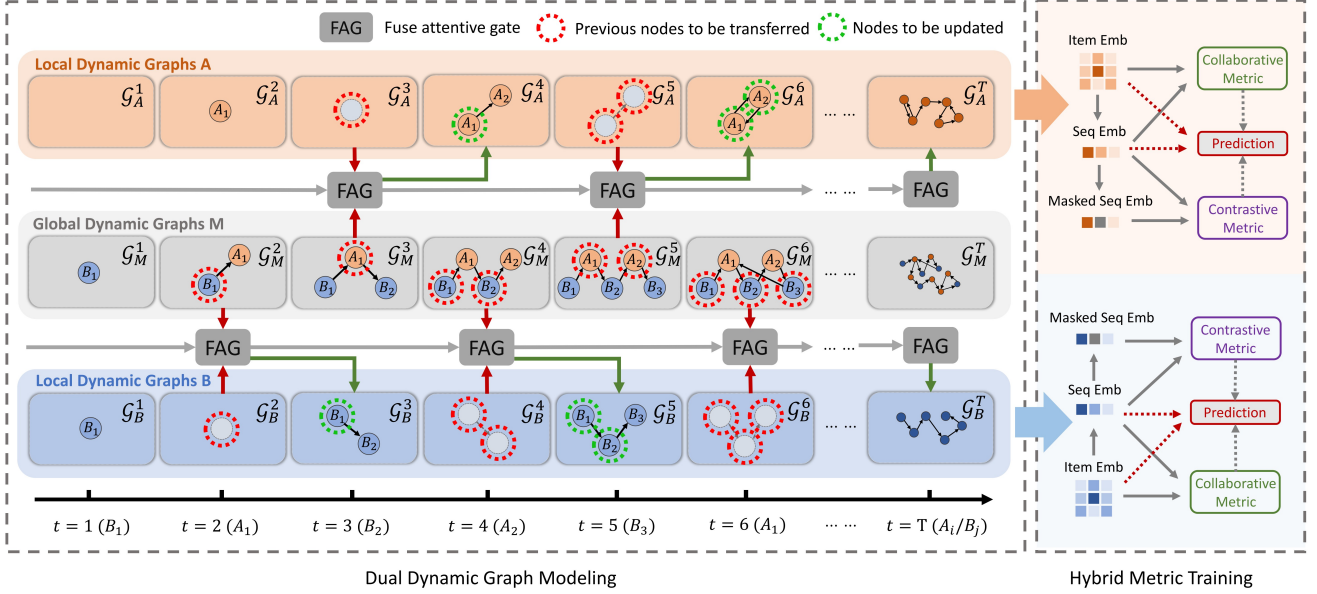 FAG Fuse attentive gate Previous nodes to be transferred Nodes to be updated
Local Dynamic Graphs A
𝒢_A^1 𝒢_A^2 𝒢_A^3 𝒢_A^4 𝒢_A^5 𝒢_A^6 𝒢_A^T
A_1 A_1 A_2 A_1 A_2 ... ...
FAG FAG ... ... FAG
Global Dynamic Graphs M
𝒢_M^1 𝒢_M^2 𝒢_M^3 𝒢_M^4 𝒢_M^5 𝒢_M^6 𝒢_M^T
A_1 A_1 A_1 A_2 A_1 A_2 A_1 A_2
B_1 B_1 B_1 B_2 B_1 B_2 B_1 B_2 B_3 B_1 B_2 B_3 ... ...
FAG FAG FAG ... ... FAG
Local Dynamic Graphs B
𝒢_B^1 𝒢_B^2 𝒢_B^3 𝒢_B^4 𝒢_B^5 𝒢_B^6 𝒢_B^T
B_1 B_1 B_2 B_1 B_2 B_3 ... ...
t = 1 (B_1) t = 2 (A_1) t = 3 (B_2) t = 4 (A_2) t = 5 (B_3) t = 6 (A_1) ... ... t = T (A_i/B_j)
Dual Dynamic Graph Modeling
Item Emb
Collaborative
Metric
Seq Emb
Prediction
Masked Seq Emb
Contrastive
Metric
Masked Seq Emb
Contrastive
Metric
Seq Emb
Prediction
Item Emb
Collaborative
Metric
Hybrid Metric Training